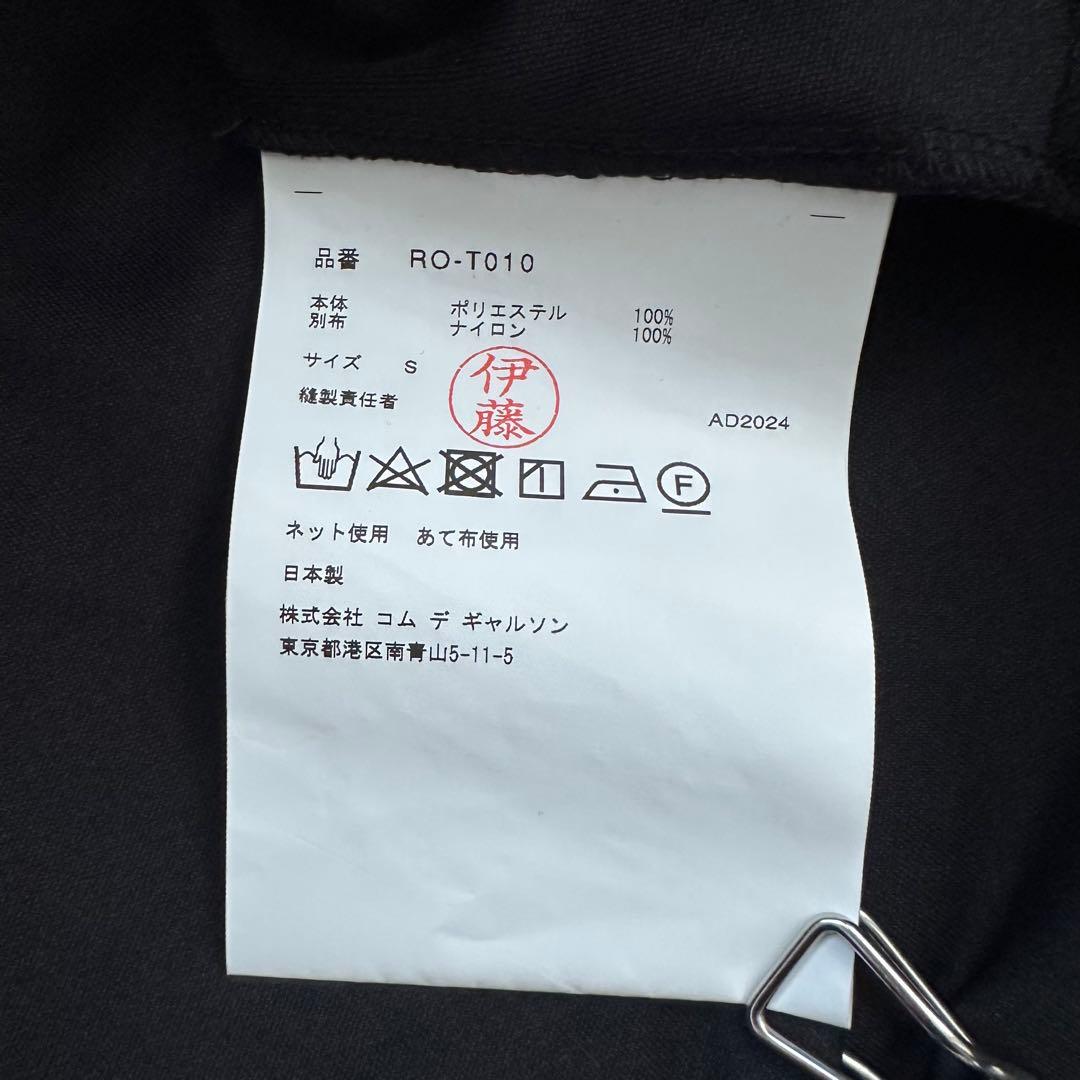 品番 RO-T010
本体 ポリエステル 100%
別布 ナイロン 100%
サイズ S
伊藤
縫製責任者
AD2024
F
ネット使用 あて布使用
日本製
株式会社 コム デ ギャルソン
東京都港区南青山5-11-5